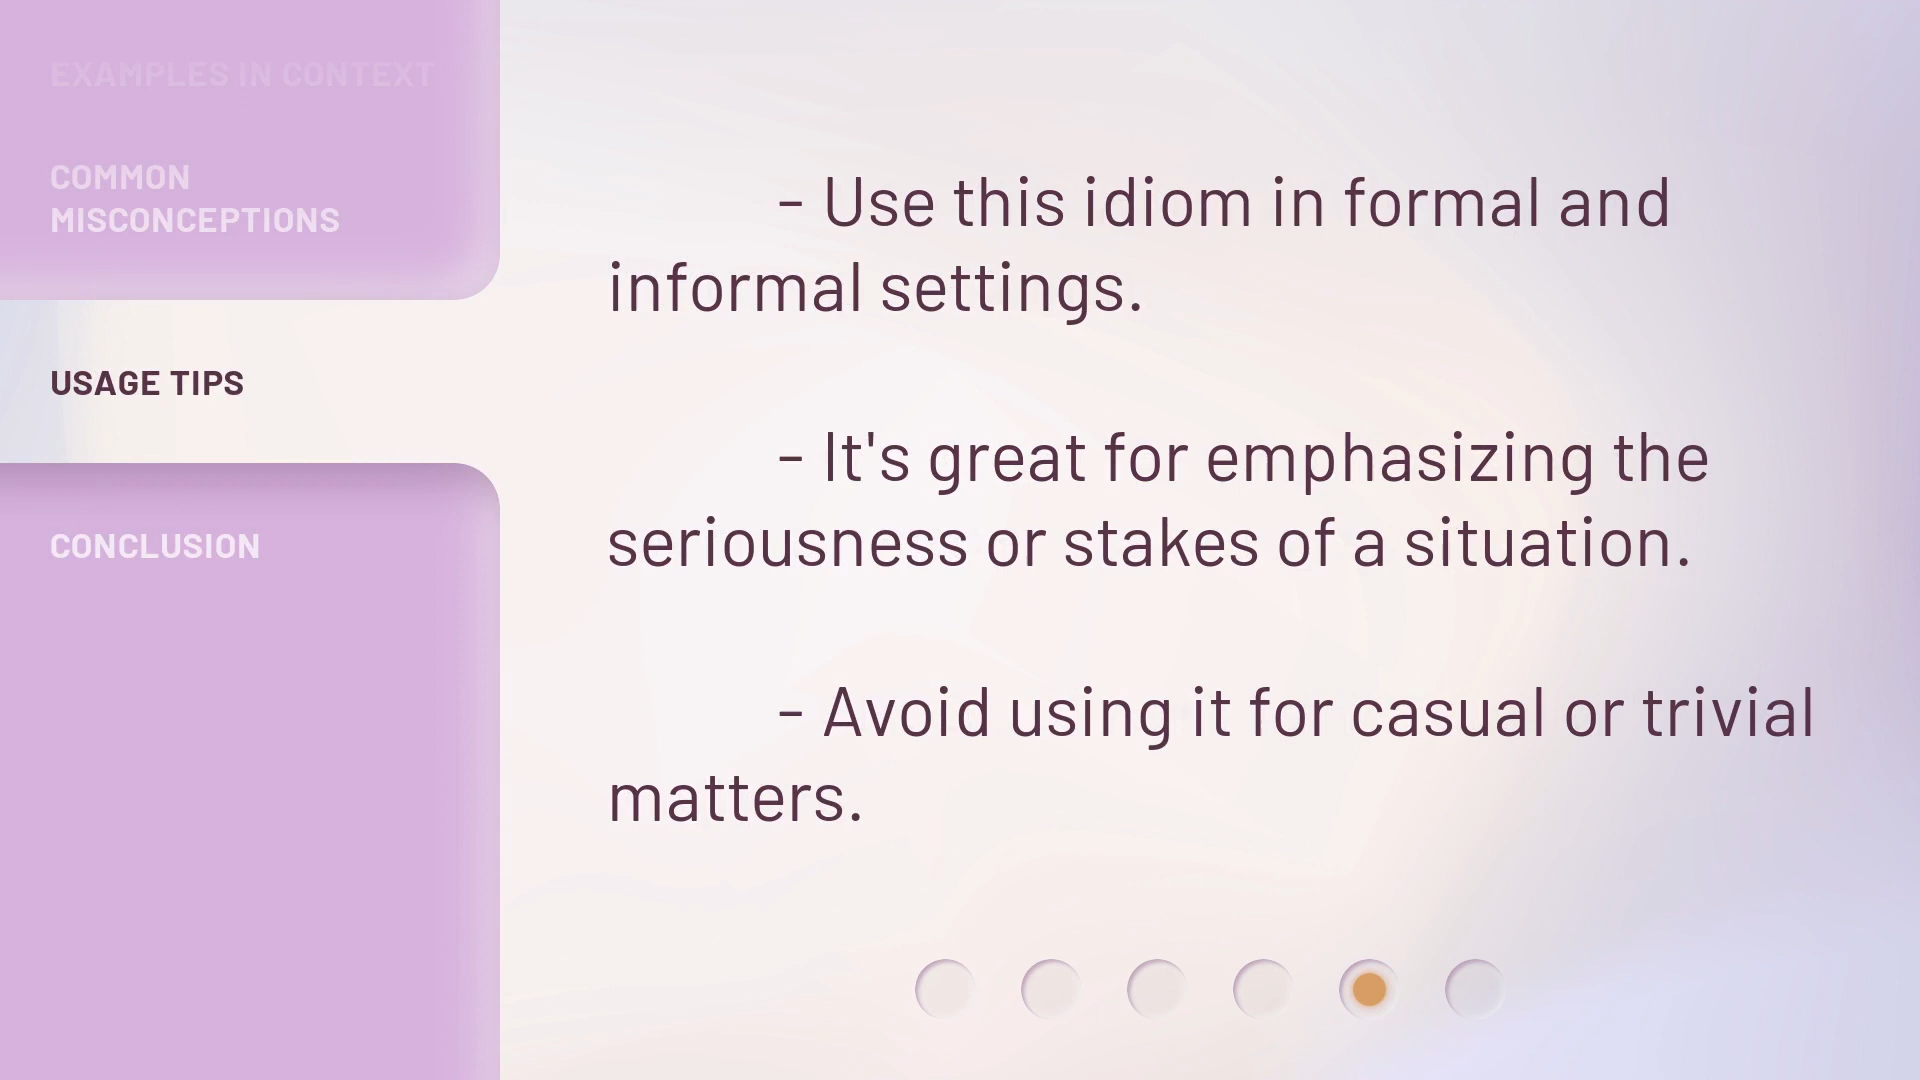 EXAMPLES IN CONTEXT
COMMON
MISCONCEPTIONS
USAGE TIPS
CONCLUSION
- Use this idiom in formal and
informal settings.
- It's great for emphasizing the
seriousness or stakes of a situation.
- Avoid using it for casual or trivial
matters.